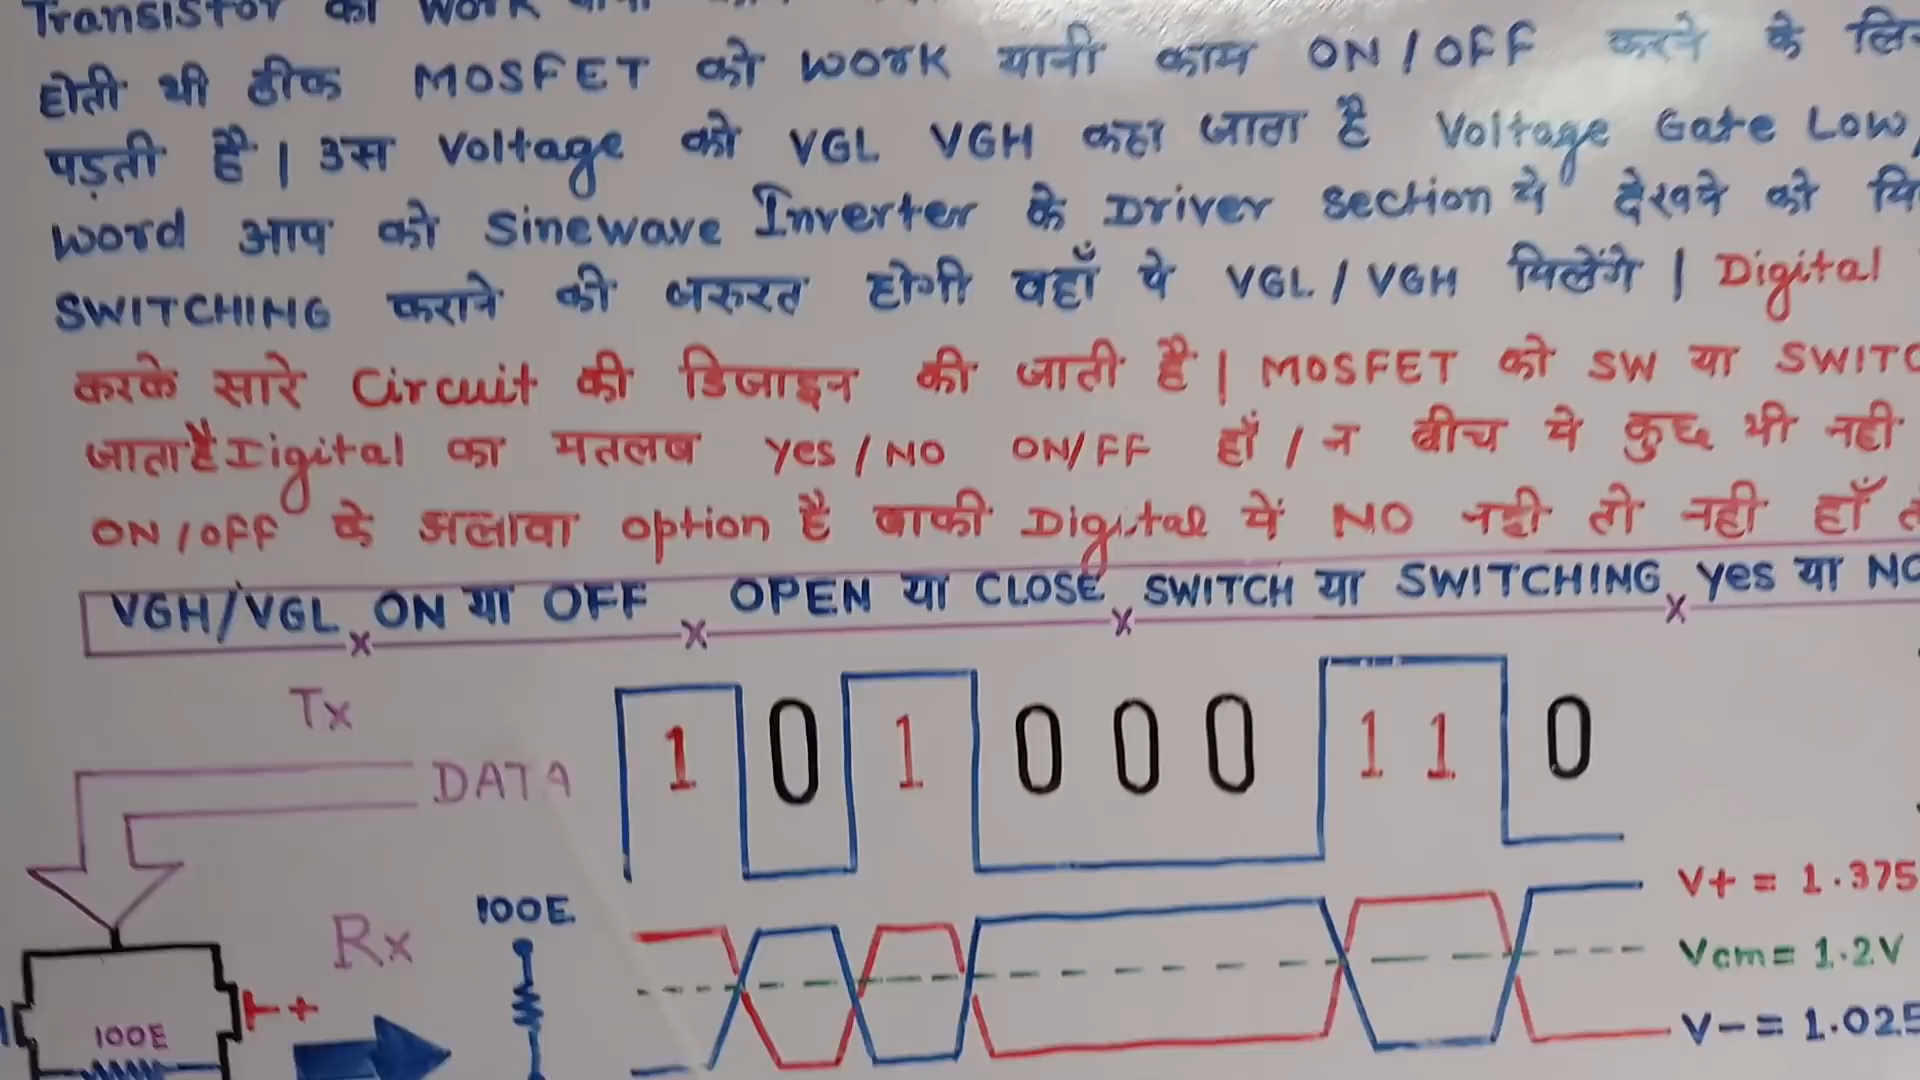 Transistor को work
होती थी ठीक MOSFET को work यानी काम ON/OFF करने के
पड़ती है | उस Voltage को VGL VGH कहा जाता है Voltage Gate Low,
word आप को Sinewave Inverter के Driver section ये देखने को
SWITCHING कराने की जरुरत होगी वहाँ पे VGL/VGH मिलेंगे | Digital
करके सारे Circuit की डिजाइन की जाती है | MOSFET को SW या
जाता है Iigital का मतलब yes/NO ON/FF हाँ/न बीच मे कुछ भी नही
ON/OFF के अलावा option है बाकी Digital में NO नही तो नही हाँ
VGH/VGL x ON या OFF x OPEN या CLOSE x SWITCH या SWITCHING x yes या NO
Tx
DATA
1 0 1 0 0 0 1 1 0
V+ = 1.375
100E
Rx
Vcm = 1.2V
+
100E
V- = 1.025